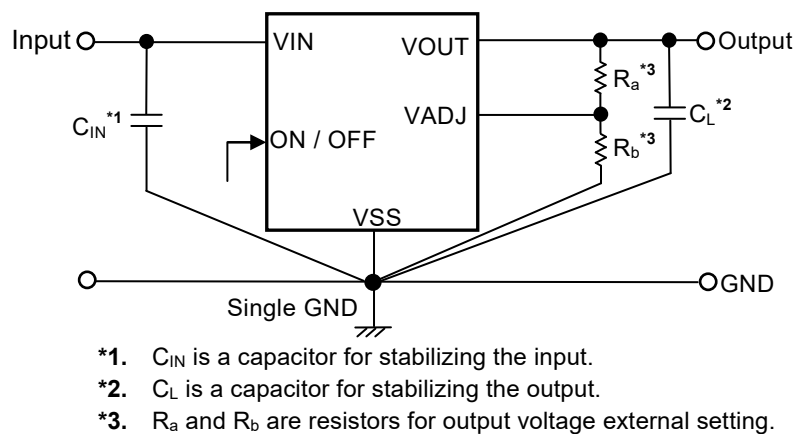 Input
VIN
VOUT
Output
Ra*3
CIN*1
VADJ
CL*2
ON / OFF
Rb*3
VSS
GND
Single GND
*1. CIN is a capacitor for stabilizing the input.
*2. CL is a capacitor for stabilizing the output.
*3. Ra and Rb are resistors for output voltage external setting.